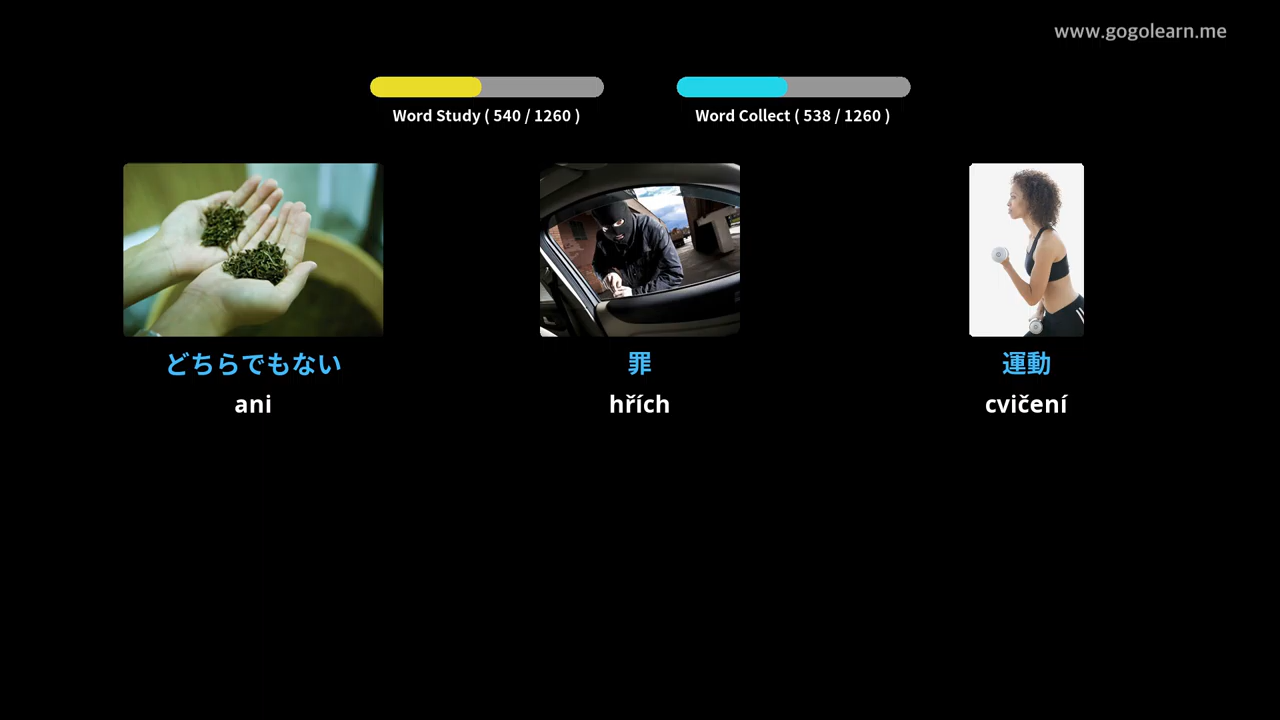 www.gogolearn.me
Word Study ( 540 / 1260 )
Word Collect ( 538 / 1260 )
どちらでもない
ani
罪
hřích
運動
cvičení